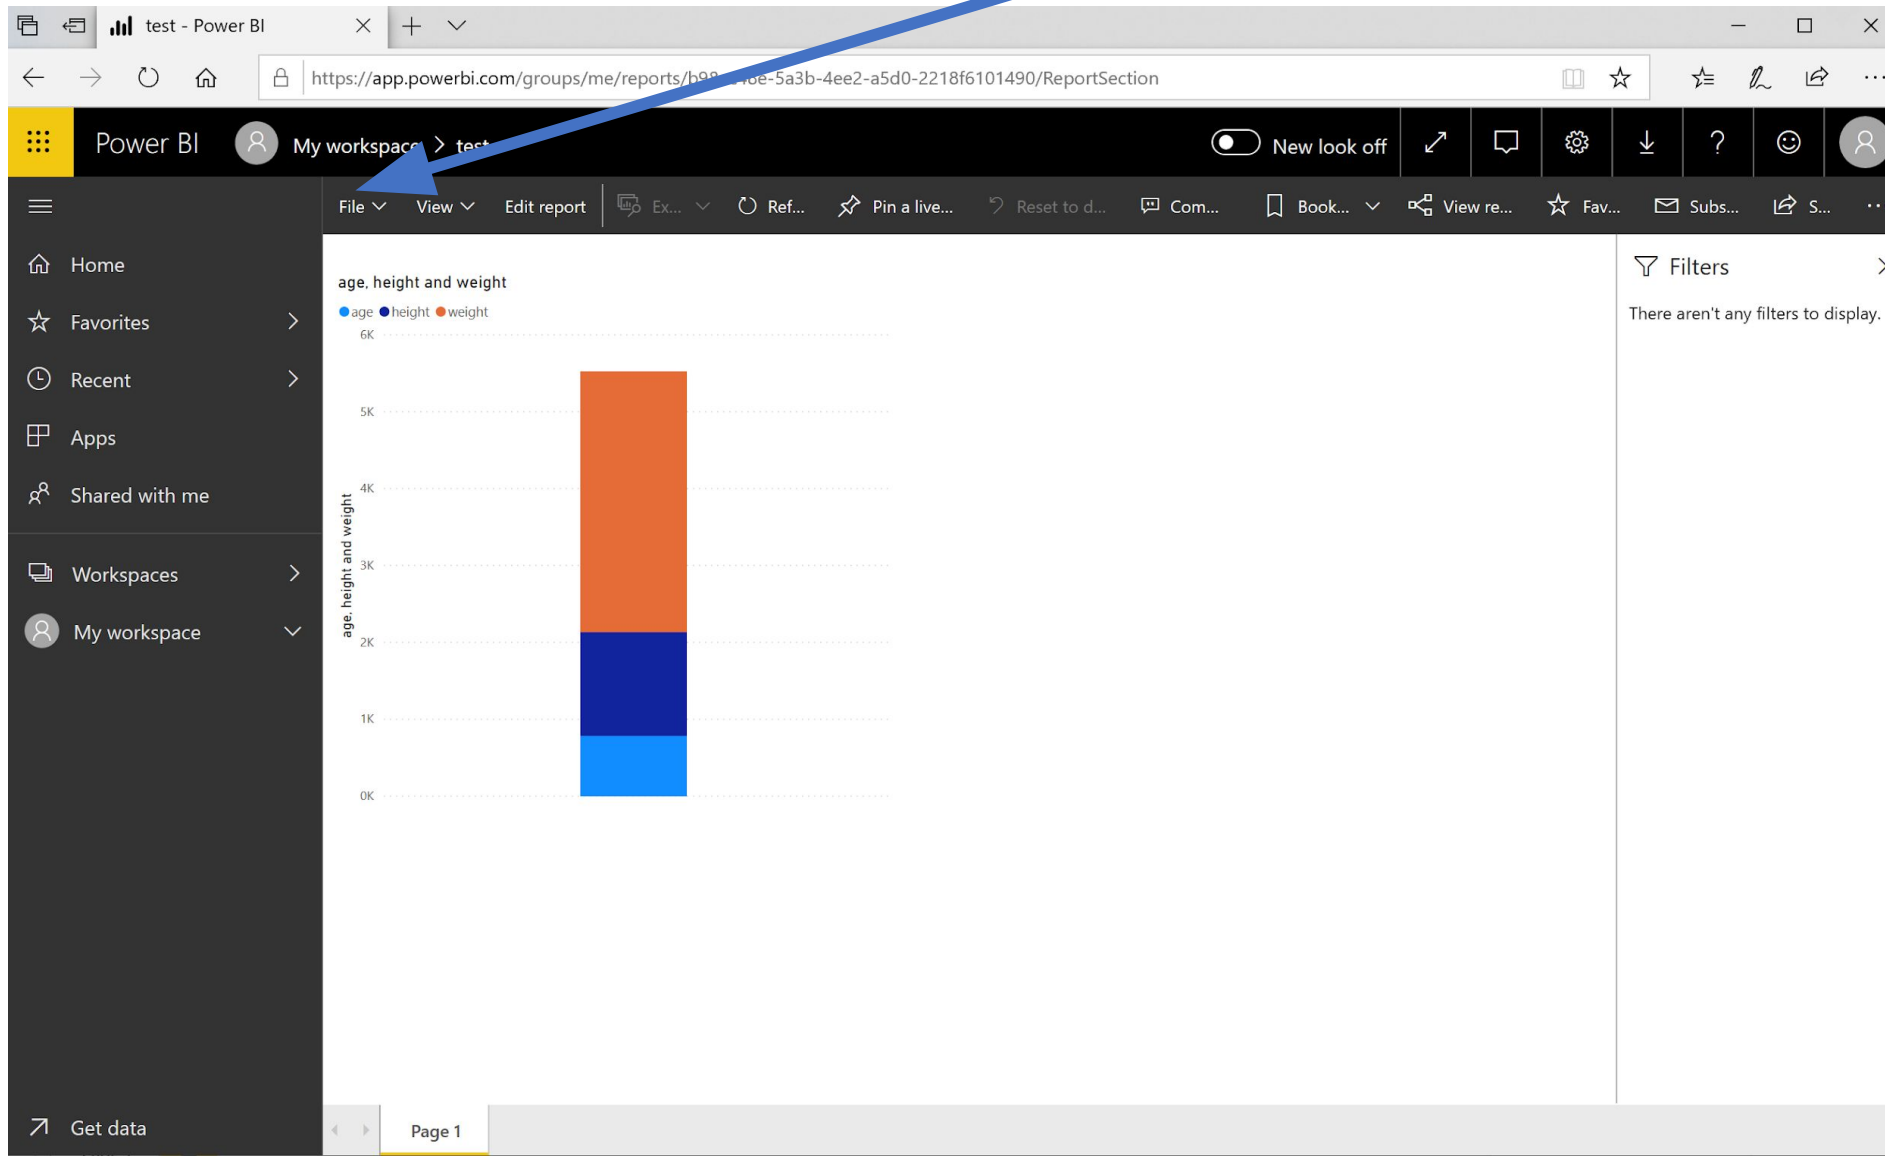 test - Power BI
https://app.powerbi.com/groups/me/reports/ -5a3b-4ee2-a5d0-2218f6101490/ReportSection
Power BI My workspace > test New look off ?
File View Edit report Ex... Ref... Pin a live... Reset to d... Com... Book... View re... Fav... Subs... S... ..
Home
Favorites
Recent
Apps
Shared with me
Workspaces
My workspace
Get data
age, height and weight
age height weight
6K
5K
4K
3K
2K
1K
0K
age, height and weight
Filters
There aren't any filters to display.
Page 1